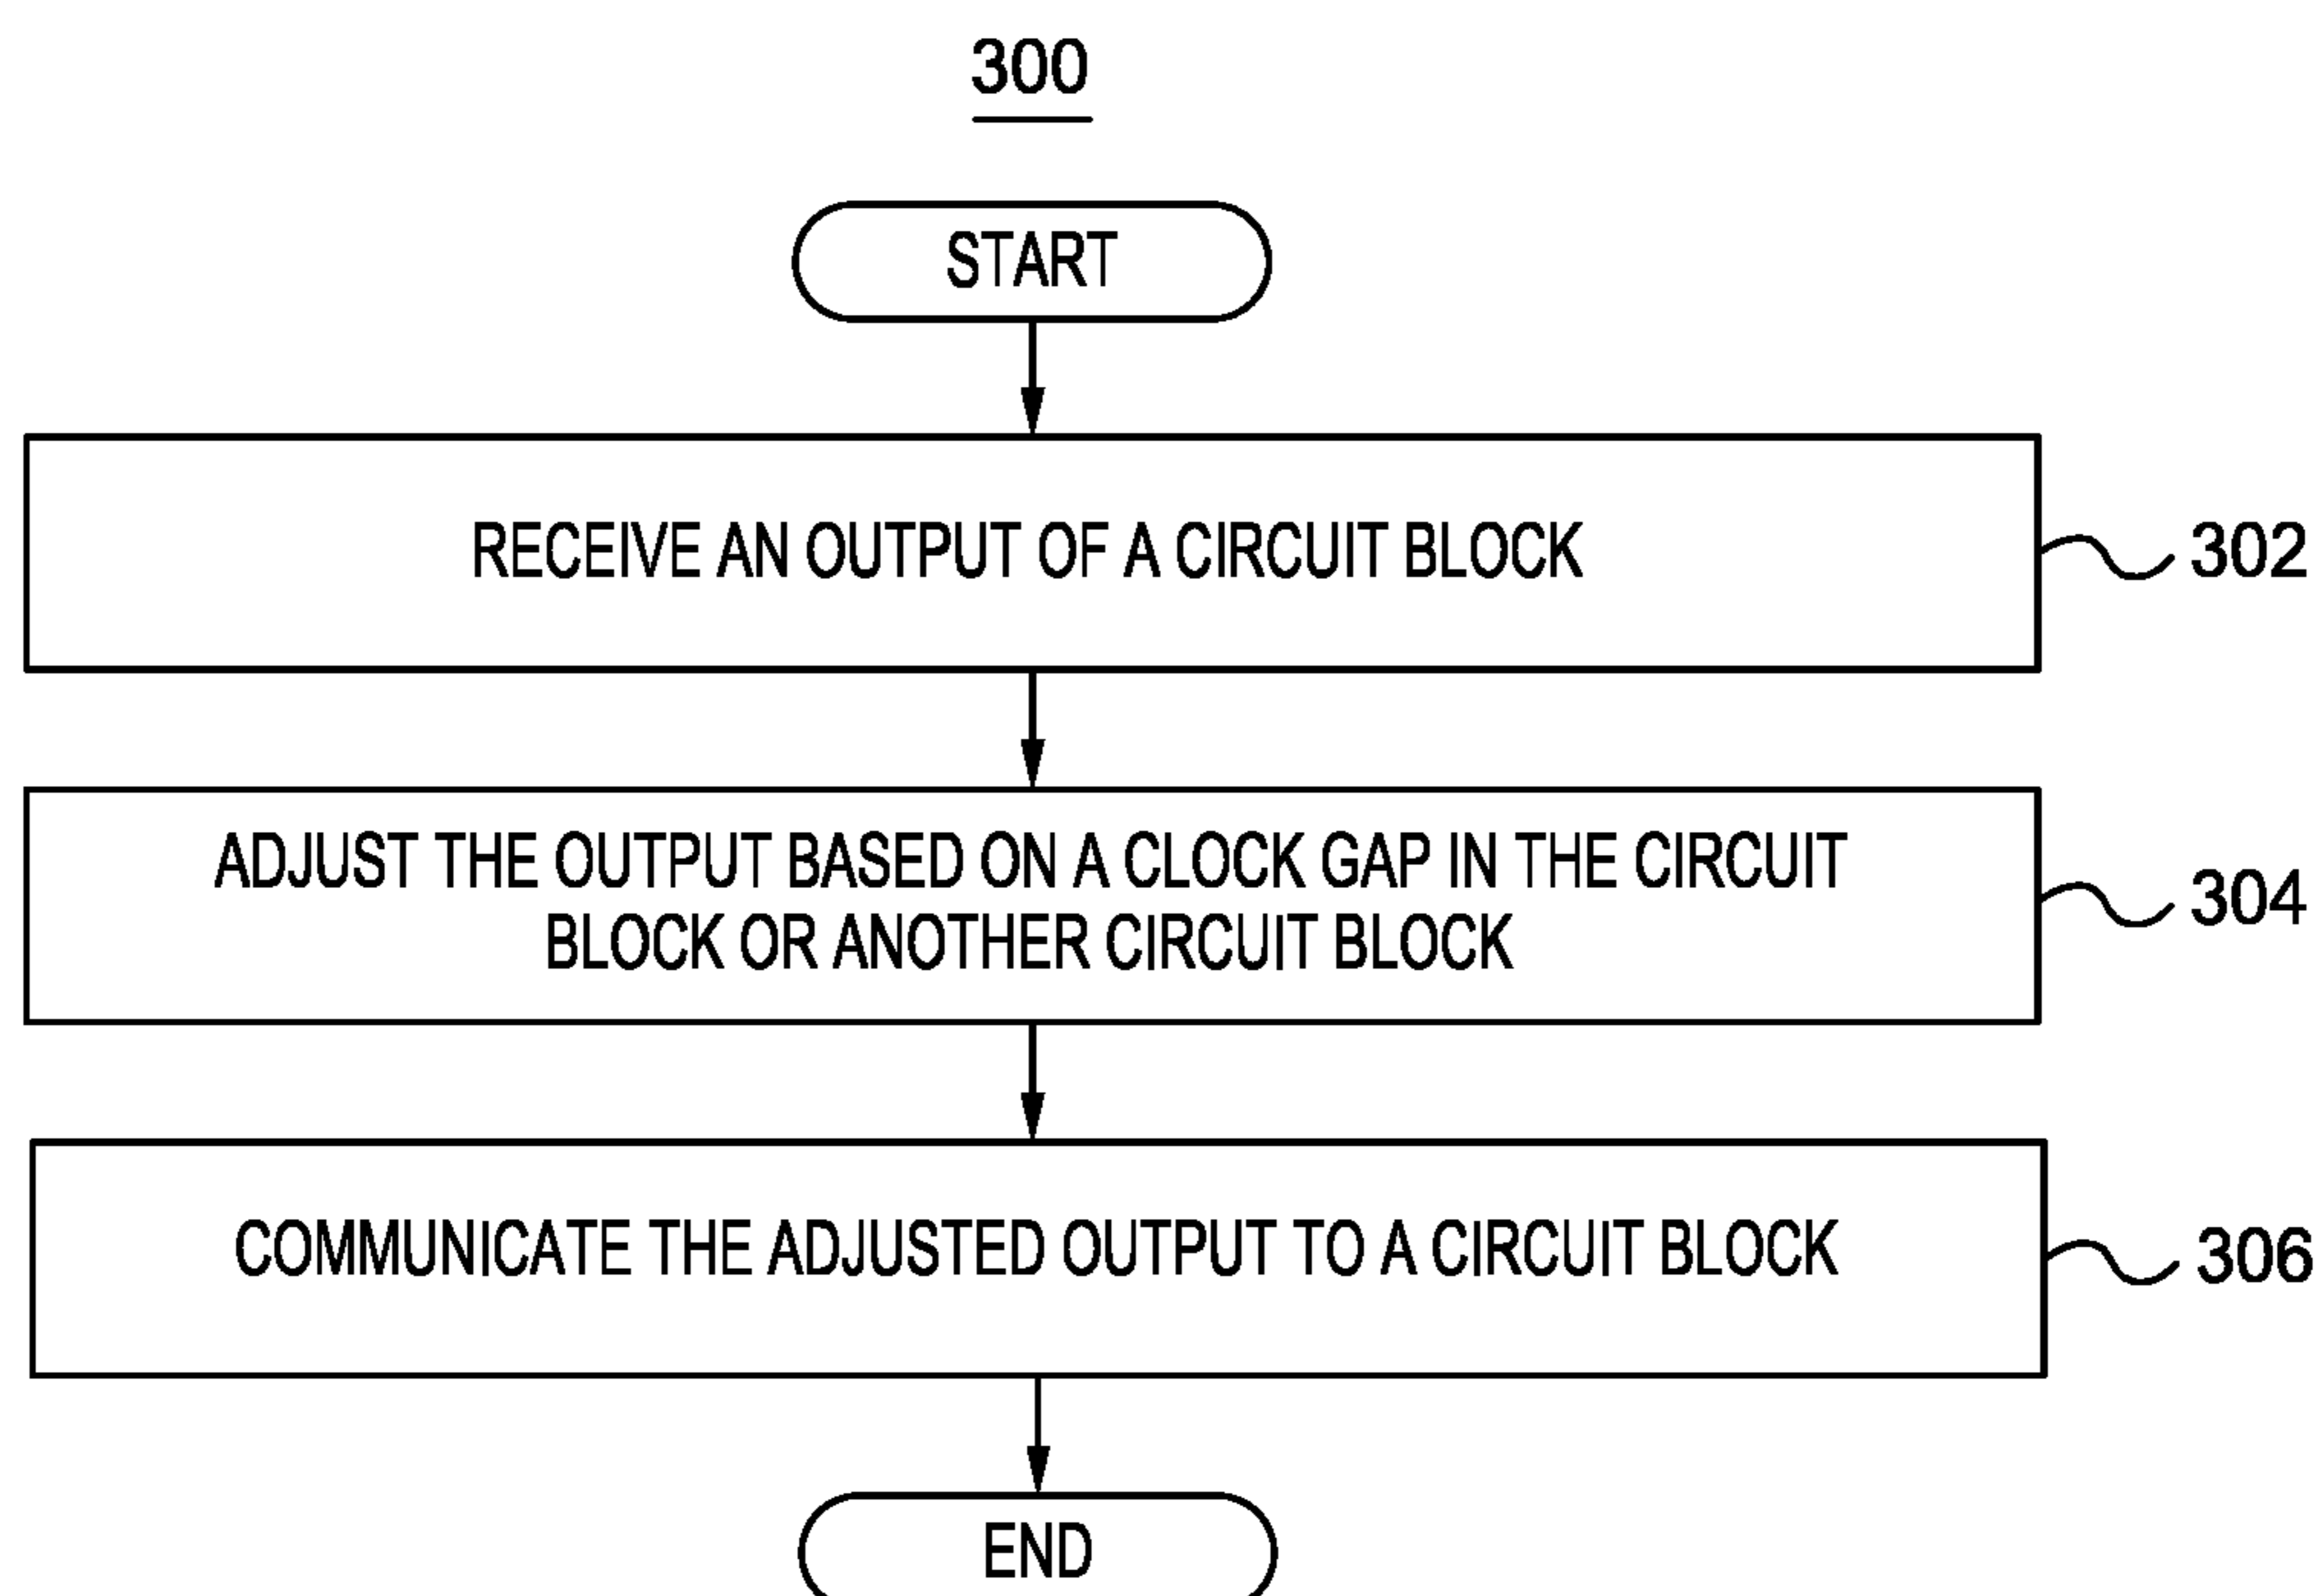 300
START
RECEIVE AN OUTPUT OF A CIRCUIT BLOCK
302
ADJUST THE OUTPUT BASED ON A CLOCK GAP IN THE CIRCUIT
BLOCK OR ANOTHER CIRCUIT BLOCK
304
COMMUNICATE THE ADJUSTED OUTPUT TO A CIRCUIT BLOCK
306
END